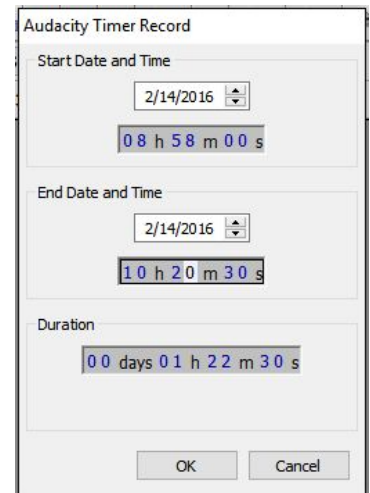 Audacity Timer Record
Start Date and Time
2/14/2016
08 h 58 m 00 s
End Date and Time
2/14/2016
10 h 20 m 30 s
Duration
00 days 01 h 22 m 30 s
OK Cancel